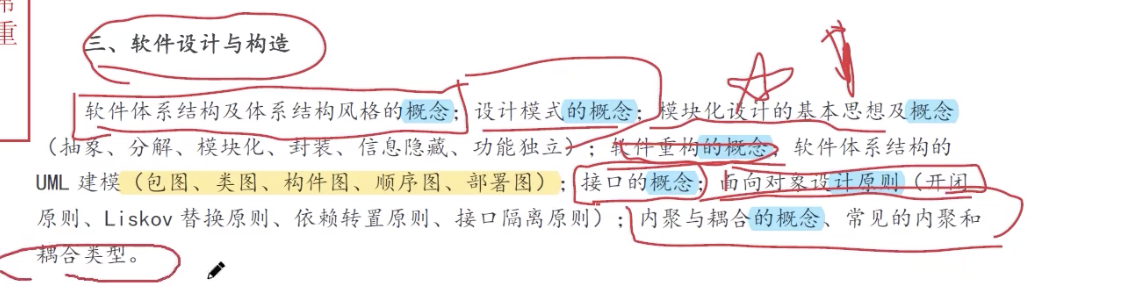 常
重
三、软件设计与构造
软件体系结构及体系结构风格的概念；设计模式的概念；模块化设计的基本思想及概念
（抽象、分解、模块化、封装、信息隐藏、功能独立）；软件重构的概念；软件体系结构的
UML 建模（包图、类图、构件图、顺序图、部署图）；接口的概念；面向对象设计原则（开闭
原则、Liskov 替换原则、依赖转置原则、接口隔离原则）；内聚与耦合的概念、常见的内聚和
耦合类型。